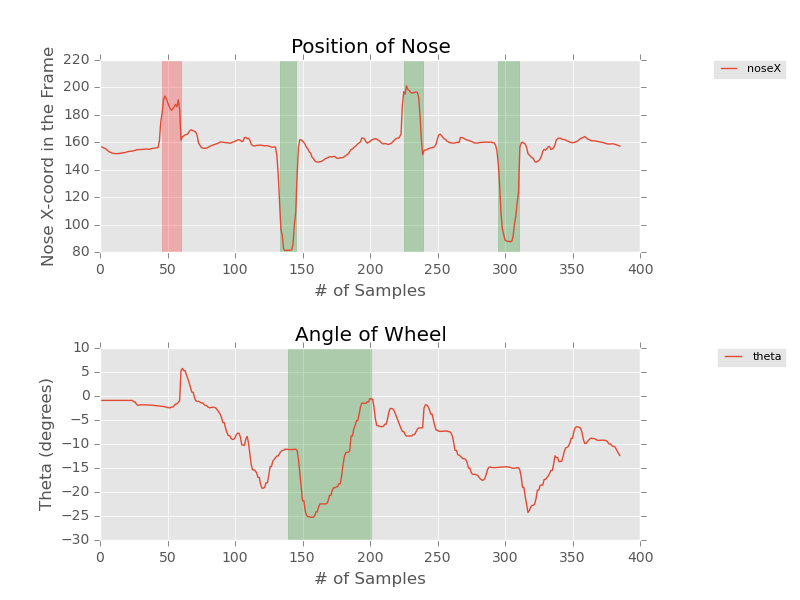 Position of Nose
220
200
180
160
140
120
100
80
Nose X-coord in the Frame
0 50 100 150 200 250 300 350 400
# of Samples
noseX
Angle of Wheel
10
5
0
−5
−10
−15
−20
−25
−30
Theta (degrees)
0 50 100 150 200 250 300 350 400
# of Samples
theta